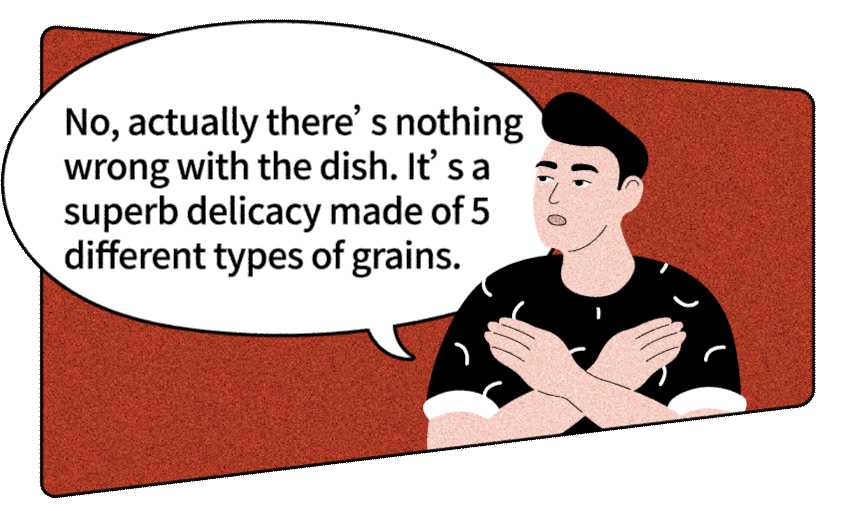 No, actually there’s nothing
wrong with the dish. It’s a
superb delicacy made of 5
different types of grains.